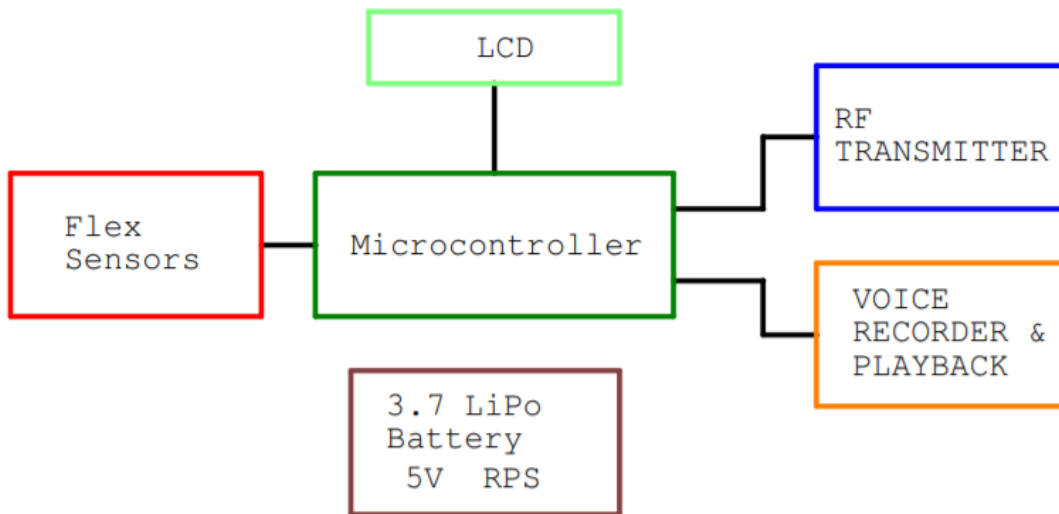 LCD
RF
TRANSMITTER
Flex
Sensors
Microcontroller
VOICE
RECORDER &
PLAYBACK
3.7 LiPo
Battery
5V RPS